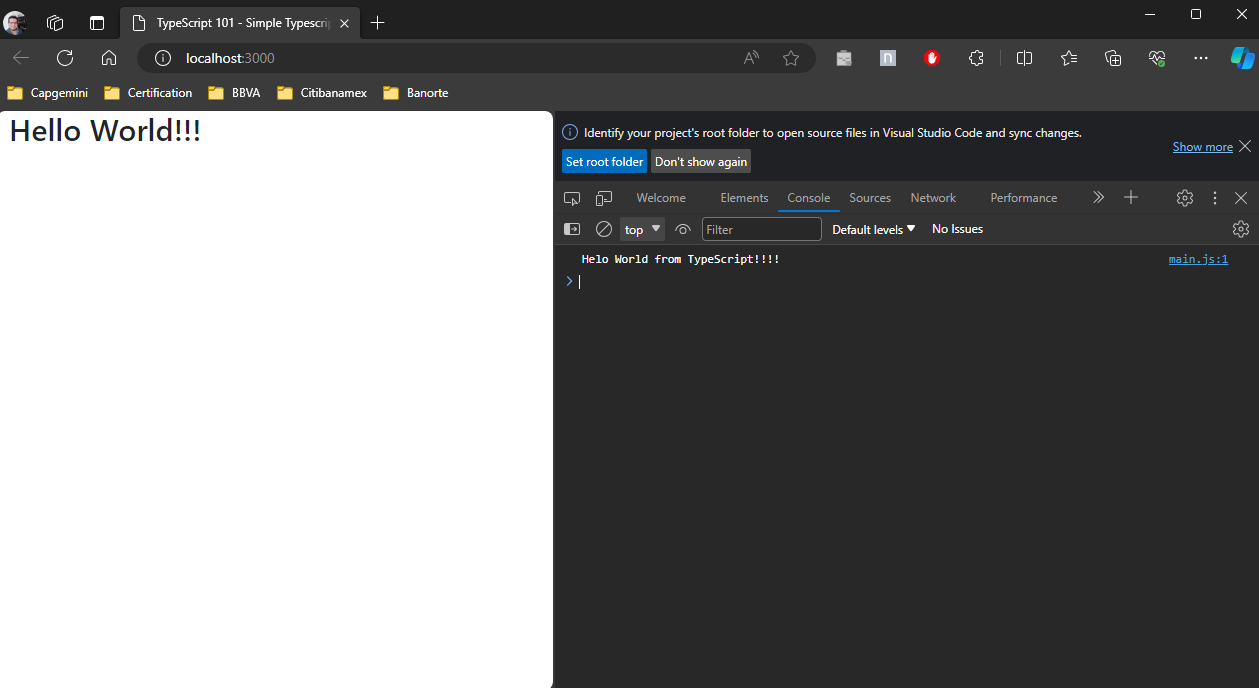 TypeScript 101 - Simple Typescri
localhost:3000
Capgemini Certification BBVA Citibanamex Banorte
Hello World!!!
Identify your project's root folder to open source files in Visual Studio Code and sync changes.
Set root folder Don't show again
Show more
Welcome Elements Console Sources Network Performance
top Filter Default levels No Issues
Helo World from TypeScript!!!! main.js:1